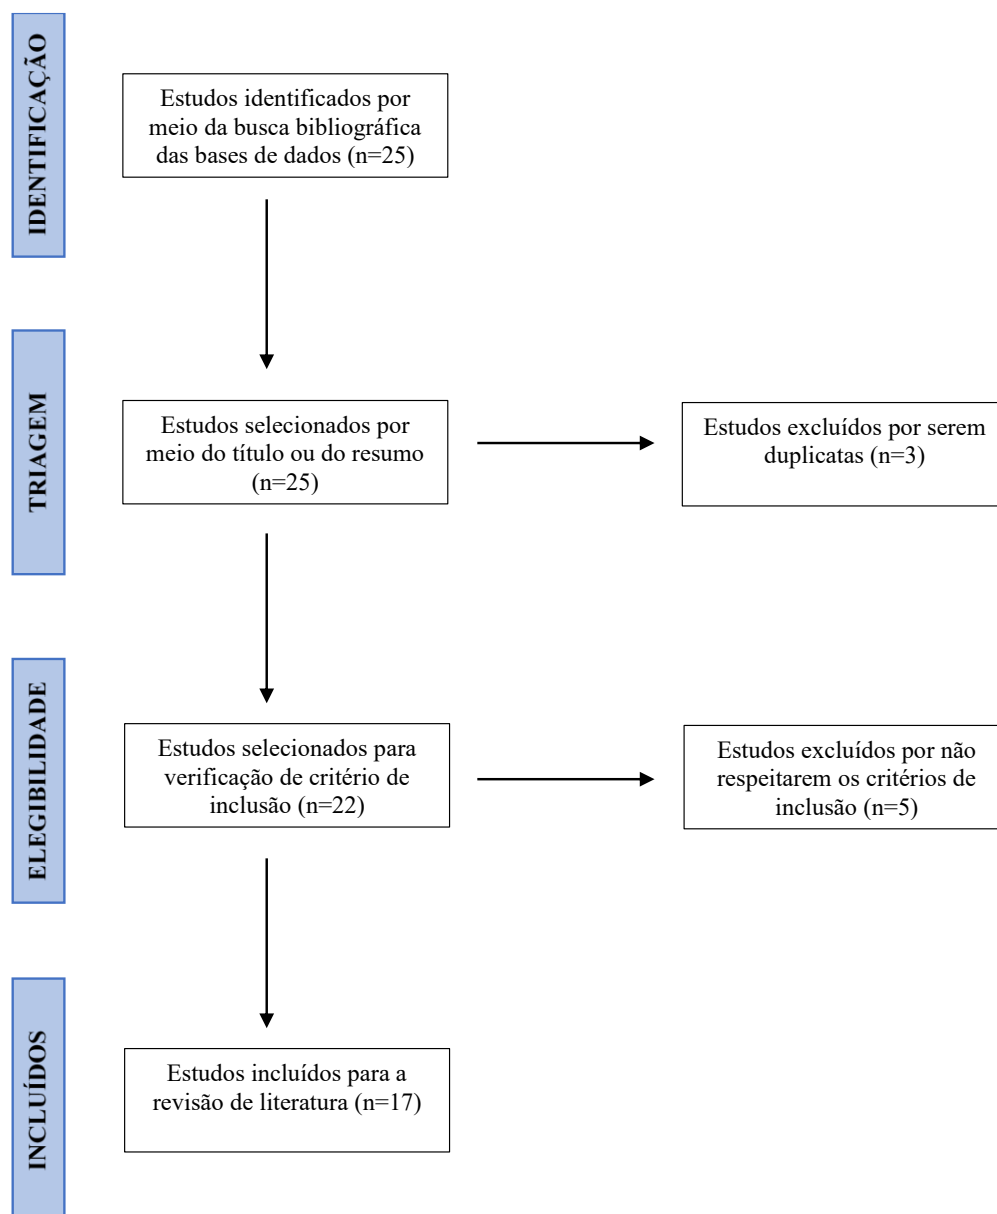 IDENTIFICAÇÃO
Estudos identificados por
meio da busca bibliográfica
das bases de dados (n=25)
TRIAGEM
Estudos selecionados por
meio do título ou do resumo
(n=25)
Estudos excluídos por serem
duplicatas (n=3)
ELEGIBILIDADE
Estudos selecionados para
verificação de critério de
inclusão (n=22)
Estudos excluídos por não
respeitarem os critérios de
inclusão (n=5)
INCLUÍDOS
Estudos incluídos para a
revisão de literatura (n=17)